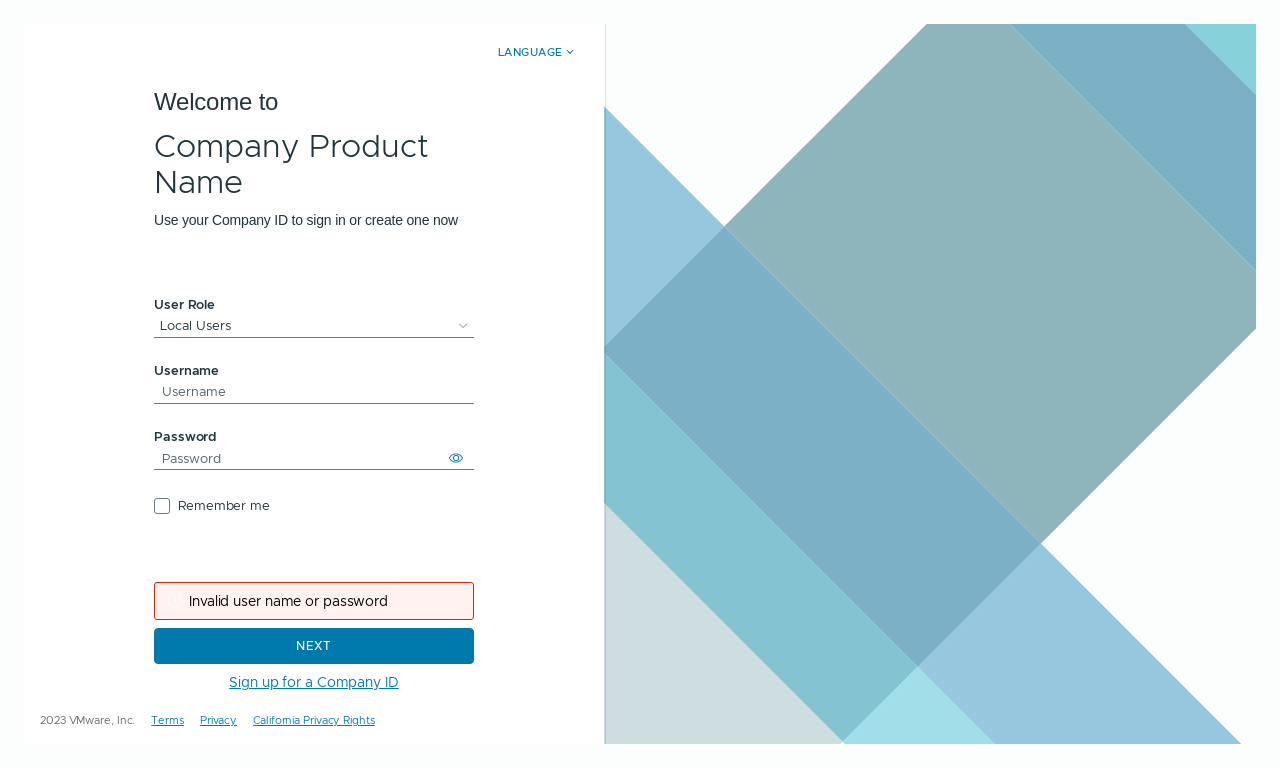 LANGUAGE
Welcome to
Company Product
Name
Use your Company ID to sign in or create one now
User Role
Local Users
Username
Username
Password
Password
Remember me
Invalid user name or password
NEXT
Sign up for a Company ID
2023 VMware, Inc. Terms Privacy California Privacy Rights